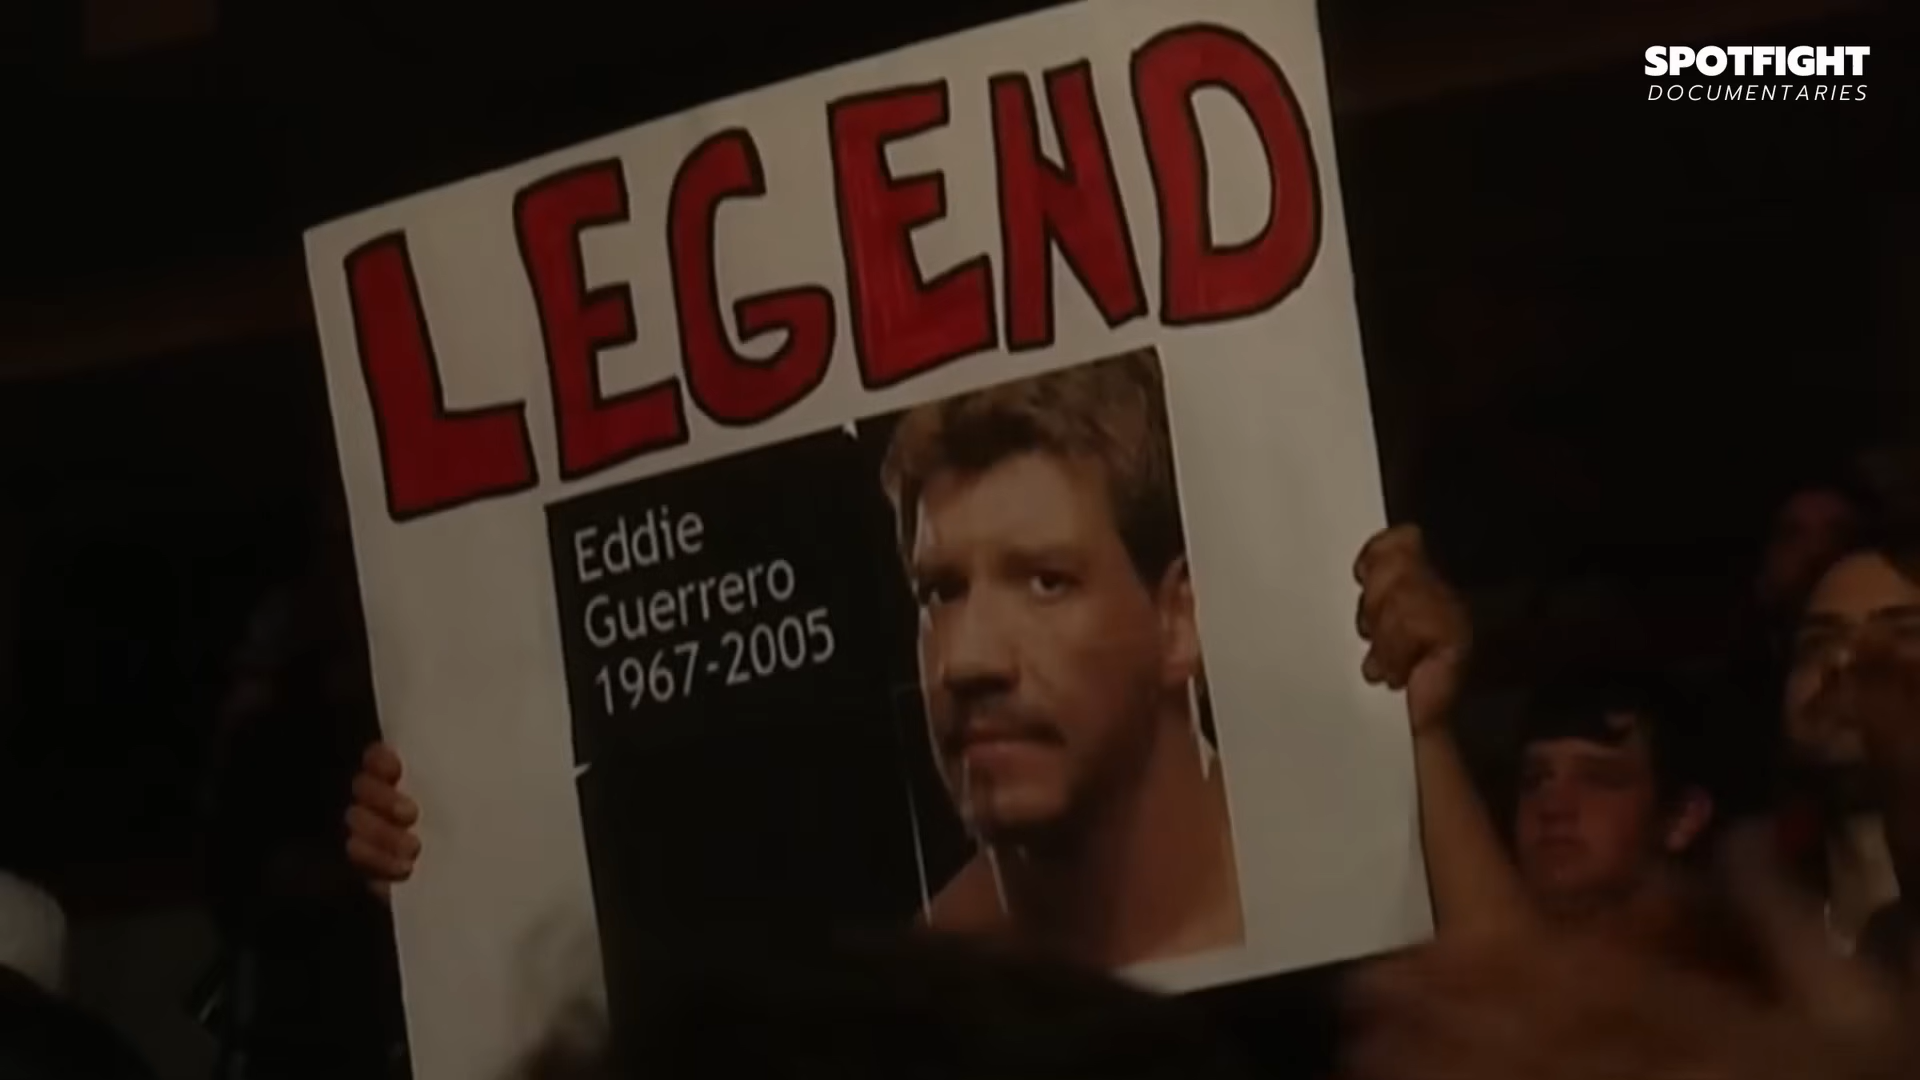 SPOTFIGHT
DOCUMENTARIES
LEGEND
Eddie
Guerrero
1967-2005